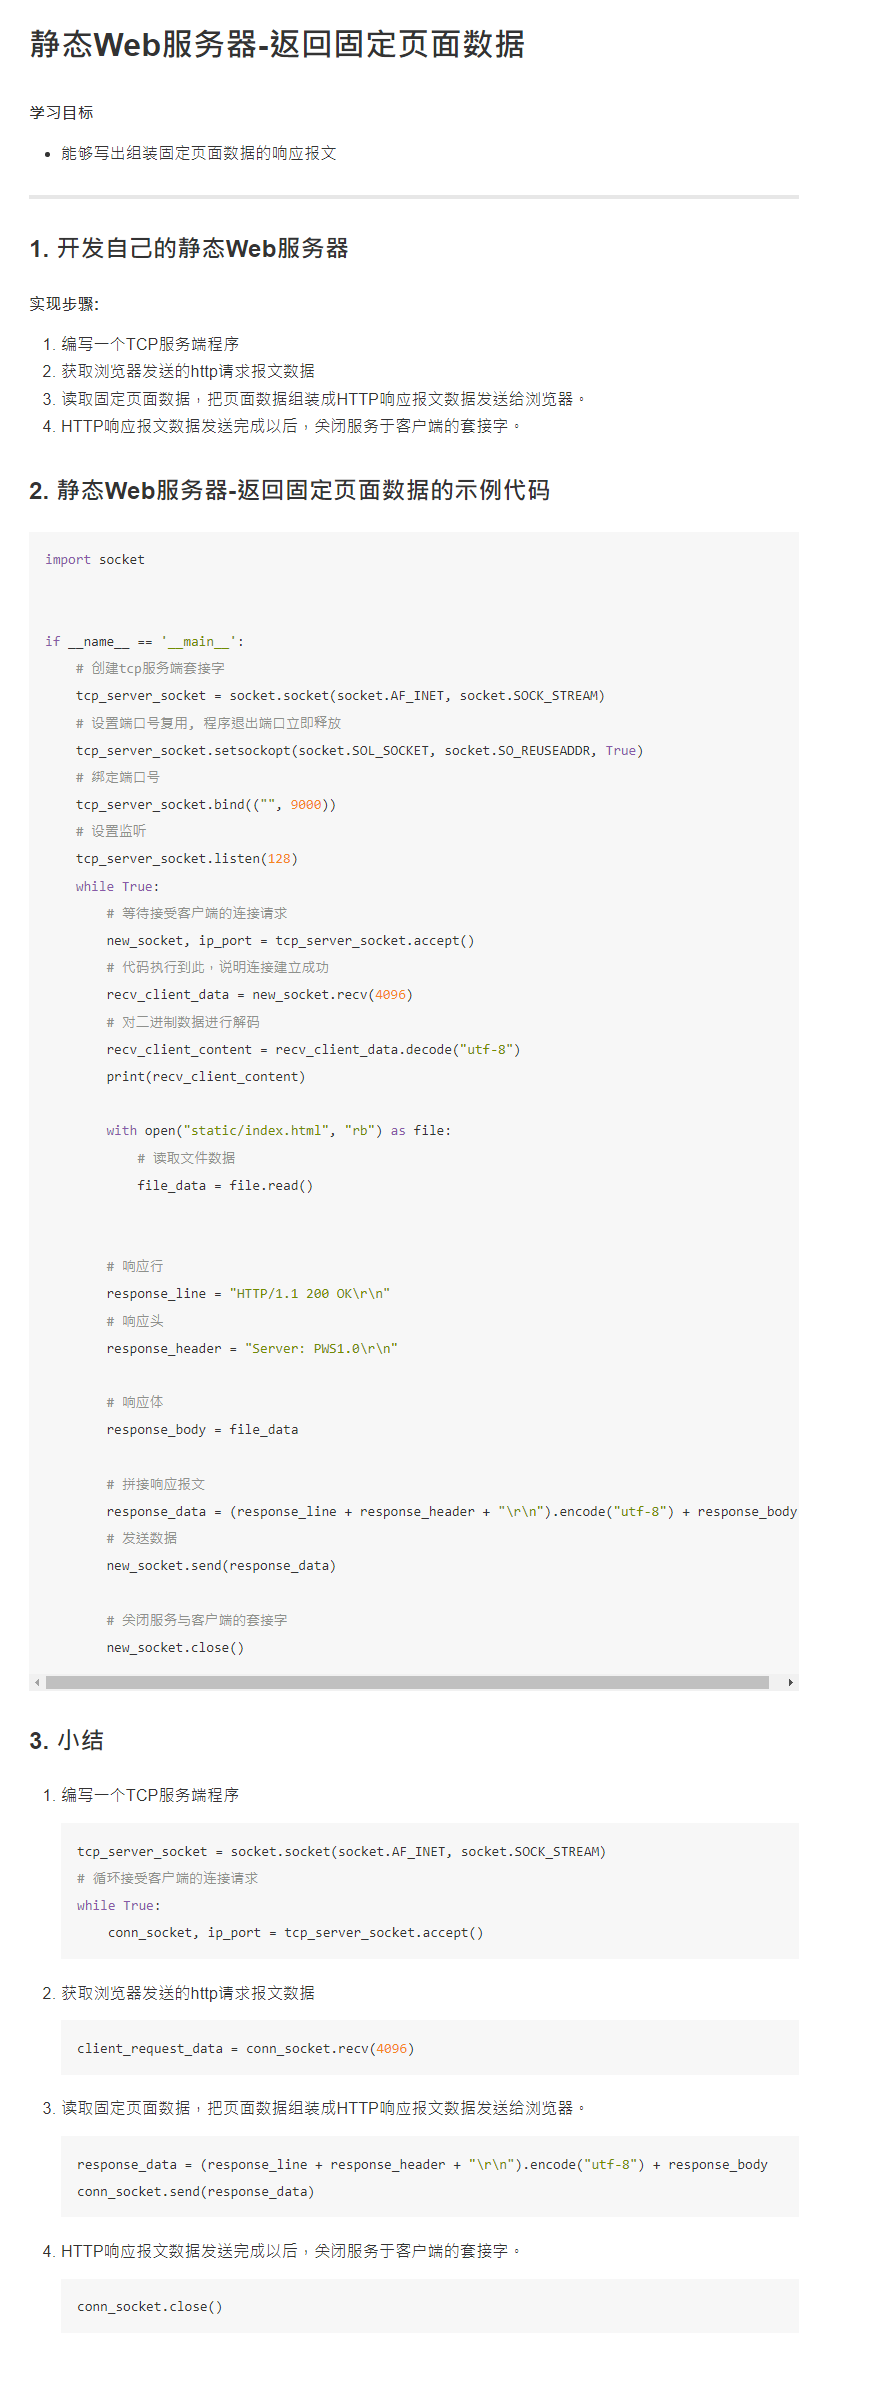 静态Web服务器-返回固定页面数据
学习目标
• 能够写出组装固定页面数据的响应报文
1. 开发自己的静态Web服务器
实现步骤:
1. 编写一个TCP服务端程序
2. 获取浏览器发送的http请求报文数据
3. 读取固定页面数据，把页面数据组装成HTTP响应报文数据发送给浏览器。
4. HTTP响应报文数据发送完成以后，关闭服务于客户端的套接字。
2. 静态Web服务器-返回固定页面数据的示例代码
import socket
if __name__ == '__main__':
    # 创建tcp服务端套接字
    tcp_server_socket = socket.socket(socket.AF_INET, socket.SOCK_STREAM)
    # 设置端口号复用, 程序退出端口立即释放
    tcp_server_socket.setsockopt(socket.SOL_SOCKET, socket.SO_REUSEADDR, True)
    # 绑定端口号
    tcp_server_socket.bind(("", 9000))
    # 设置监听
    tcp_server_socket.listen(128)
    while True:
        # 等待接受客户端的连接请求
        new_socket, ip_port = tcp_server_socket.accept()
        # 代码执行到此，说明连接建立成功
        recv_client_data = new_socket.recv(4096)
        # 对二进制数据进行解码
        recv_client_content = recv_client_data.decode("utf-8")
        print(recv_client_content)
        with open("static/index.html", "rb") as file:
            # 读取文件数据
            file_data = file.read()
        # 响应行
        response_line = "HTTP/1.1 200 OK\r\n"
        # 响应头
        response_header = "Server: PWS1.0\r\n"
        # 响应体
        response_body = file_data
        # 拼接响应报文
        response_data = (response_line + response_header + "\r\n").encode("utf-8") + response_body
        # 发送数据
        new_socket.send(response_data)
        # 关闭服务与客户端的套接字
        new_socket.close()
3. 小结
1. 编写一个TCP服务端程序
tcp_server_socket = socket.socket(socket.AF_INET, socket.SOCK_STREAM)
# 循环接受客户端的连接请求
while True:
    conn_socket, ip_port = tcp_server_socket.accept()
2. 获取浏览器发送的http请求报文数据
client_request_data = conn_socket.recv(4096)
3. 读取固定页面数据，把页面数据组装成HTTP响应报文数据发送给浏览器。
response_data = (response_line + response_header + "\r\n").encode("utf-8") + response_body
conn_socket.send(response_data)
4. HTTP响应报文数据发送完成以后，关闭服务于客户端的套接字。
conn_socket.close()